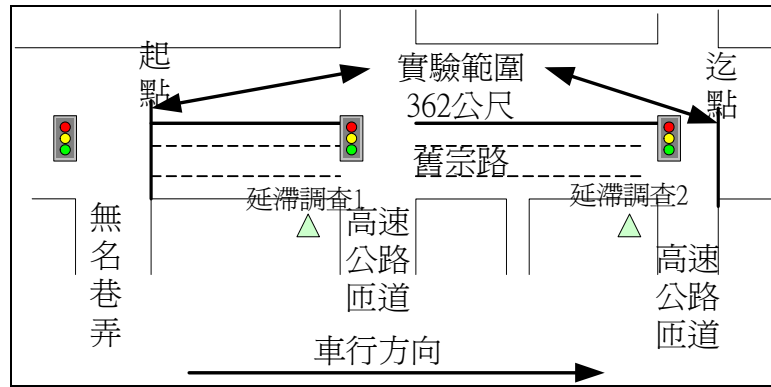 起點
實驗範圍
362公尺
迄點
舊宗路
延滯調查1
延滯調查2
無名巷弄
高速公路匝道
高速公路匝道
車行方向